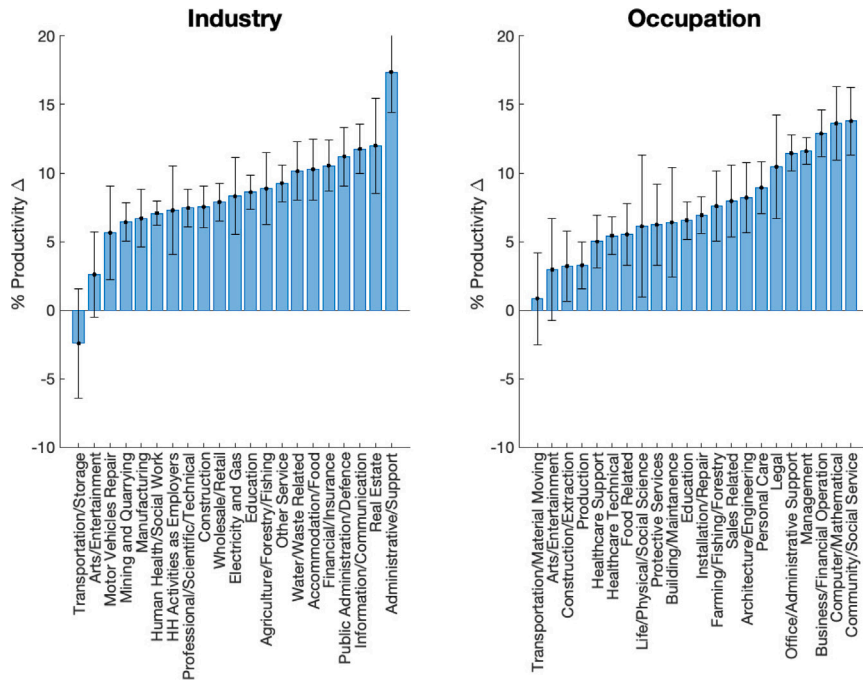 Industry
% Productivity Δ
20
15
10
5
0
-5
-10
Transportation/Storage
Arts/Entertainment
Motor Vehicles Repair
Mining and Quarrying
Manufacturing
Human Health/Social Work
HH Activities as Employers
Professional/Scientific/Technical
Construction
Wholesale/Retail
Electricity and Gas
Education
Agriculture/Forestry/Fishing
Other Service
Water/Waste Related
Accommodation/Food
Financial/Insurance
Public Administration/Defence
Information/Communication
Real Estate
Administrative/Support
Occupation
% Productivity Δ
20
15
10
5
0
-5
-10
Transportation/Material Moving
Arts/Entertainment
Construction/Extraction
Production
Healthcare Support
Healthcare Technical
Food Related
Life/Physical/Social Science
Protective Services
Building/Maintanence
Education
Installation/Repair
Farming/Fishing/Forestry
Sales Related
Architecture/Engineering
Personal Care
Legal
Office/Administrative Support
Management
Business/Financial Operation
Computer/Mathematical
Community/Social Service